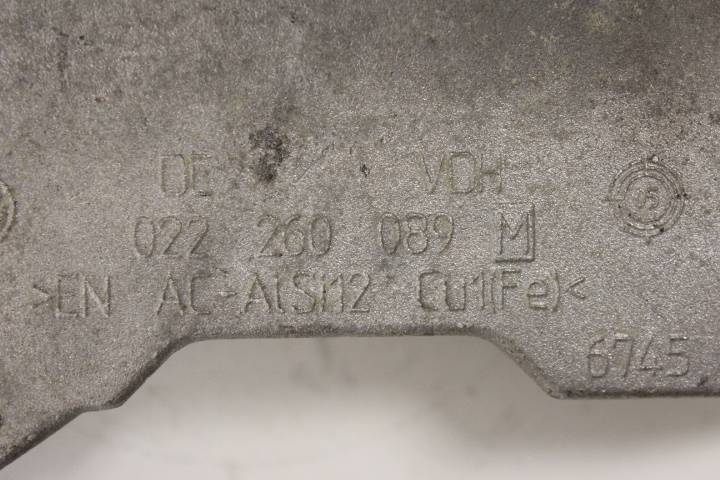 DE VDH
022 260 089 M
>EN AC-AlSi12 Cu1(Fe)<
6745